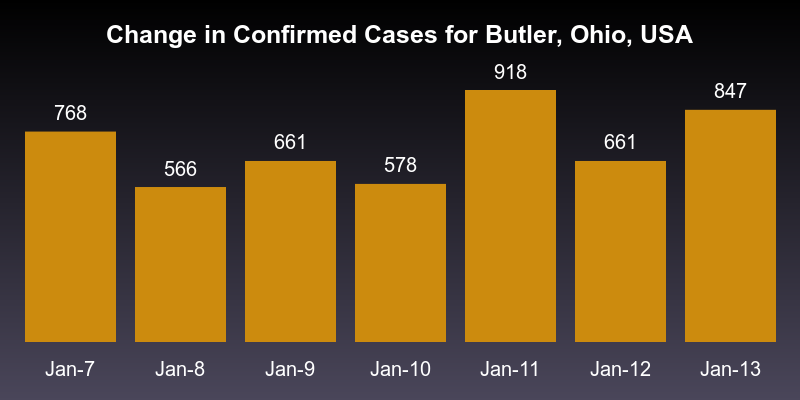 Change in Confirmed Cases for Butler, Ohio, USA
768
566
661
578
918
661
847
Jan-7
Jan-8
Jan-9
Jan-10
Jan-11
Jan-12
Jan-13